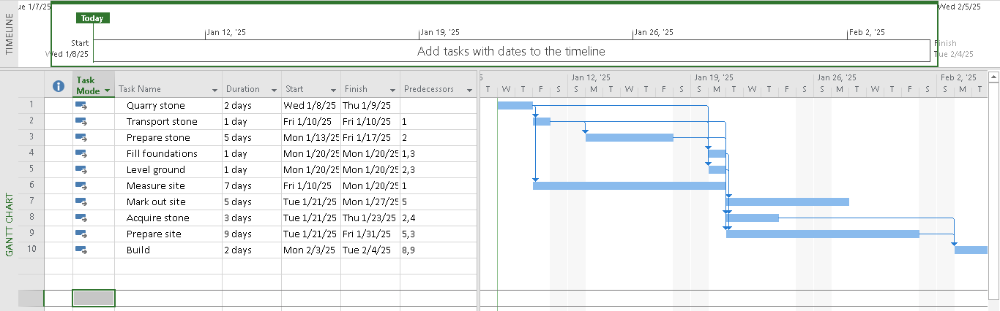 ue 1/7/25
Wed 2/5/25
TIMELINE
Today
Jan 12, '25
Jan 19, '25
Jan 26, '25
Feb 2, '25
Start
Wed 1/8/25
Add tasks with dates to the timeline
Finish
Tue 2/4/25
GANTT CHART
Task Mode Task Name Duration Start Finish Predecessors
5 Jan 12, '25 Jan 19, '25 Jan 26, '25 Feb 2, '25
T W T F S S M T W T F S S M T W T F S S M T W T F S S M T
1 Quarry stone 2 days Wed 1/8/25 Thu 1/9/25
2 Transport stone 1 day Fri 1/10/25 Fri 1/10/25 1
3 Prepare stone 5 days Mon 1/13/25 Fri 1/17/25 2
4 Fill foundations 1 day Mon 1/20/25 Mon 1/20/25 1,3
5 Level ground 1 day Mon 1/20/25 Mon 1/20/25 2,3
6 Measure site 7 days Fri 1/10/25 Mon 1/20/25 1
7 Mark out site 5 days Tue 1/21/25 Mon 1/27/25 5
8 Acquire stone 3 days Tue 1/21/25 Thu 1/23/25 2,4
9 Prepare site 9 days Tue 1/21/25 Fri 1/31/25 5,3
10 Build 2 days Mon 2/3/25 Tue 2/4/25 8,9